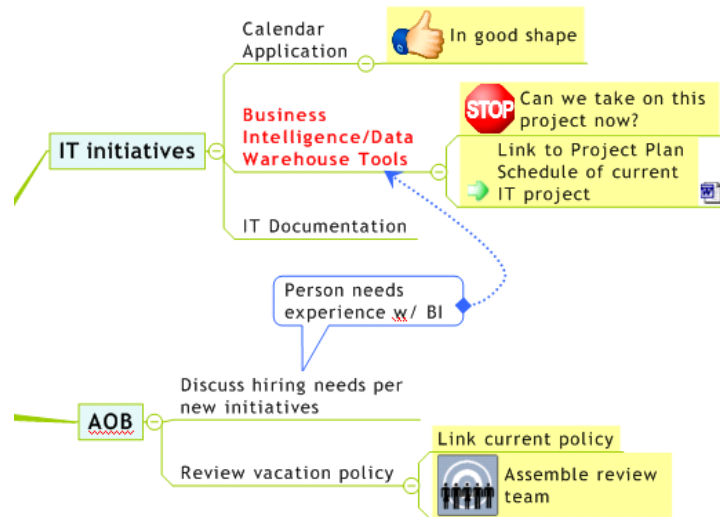 Calendar
Application
In good shape
IT initiatives
Business
Intelligence/Data
Warehouse Tools
STOP
Can we take on this
project now?
Link to Project Plan
Schedule of current
IT project
W
IT Documentation
Person needs
experience w/ BI
AOB
Discuss hiring needs per
new initiatives
Review vacation policy
Link current policy
Assemble review
team